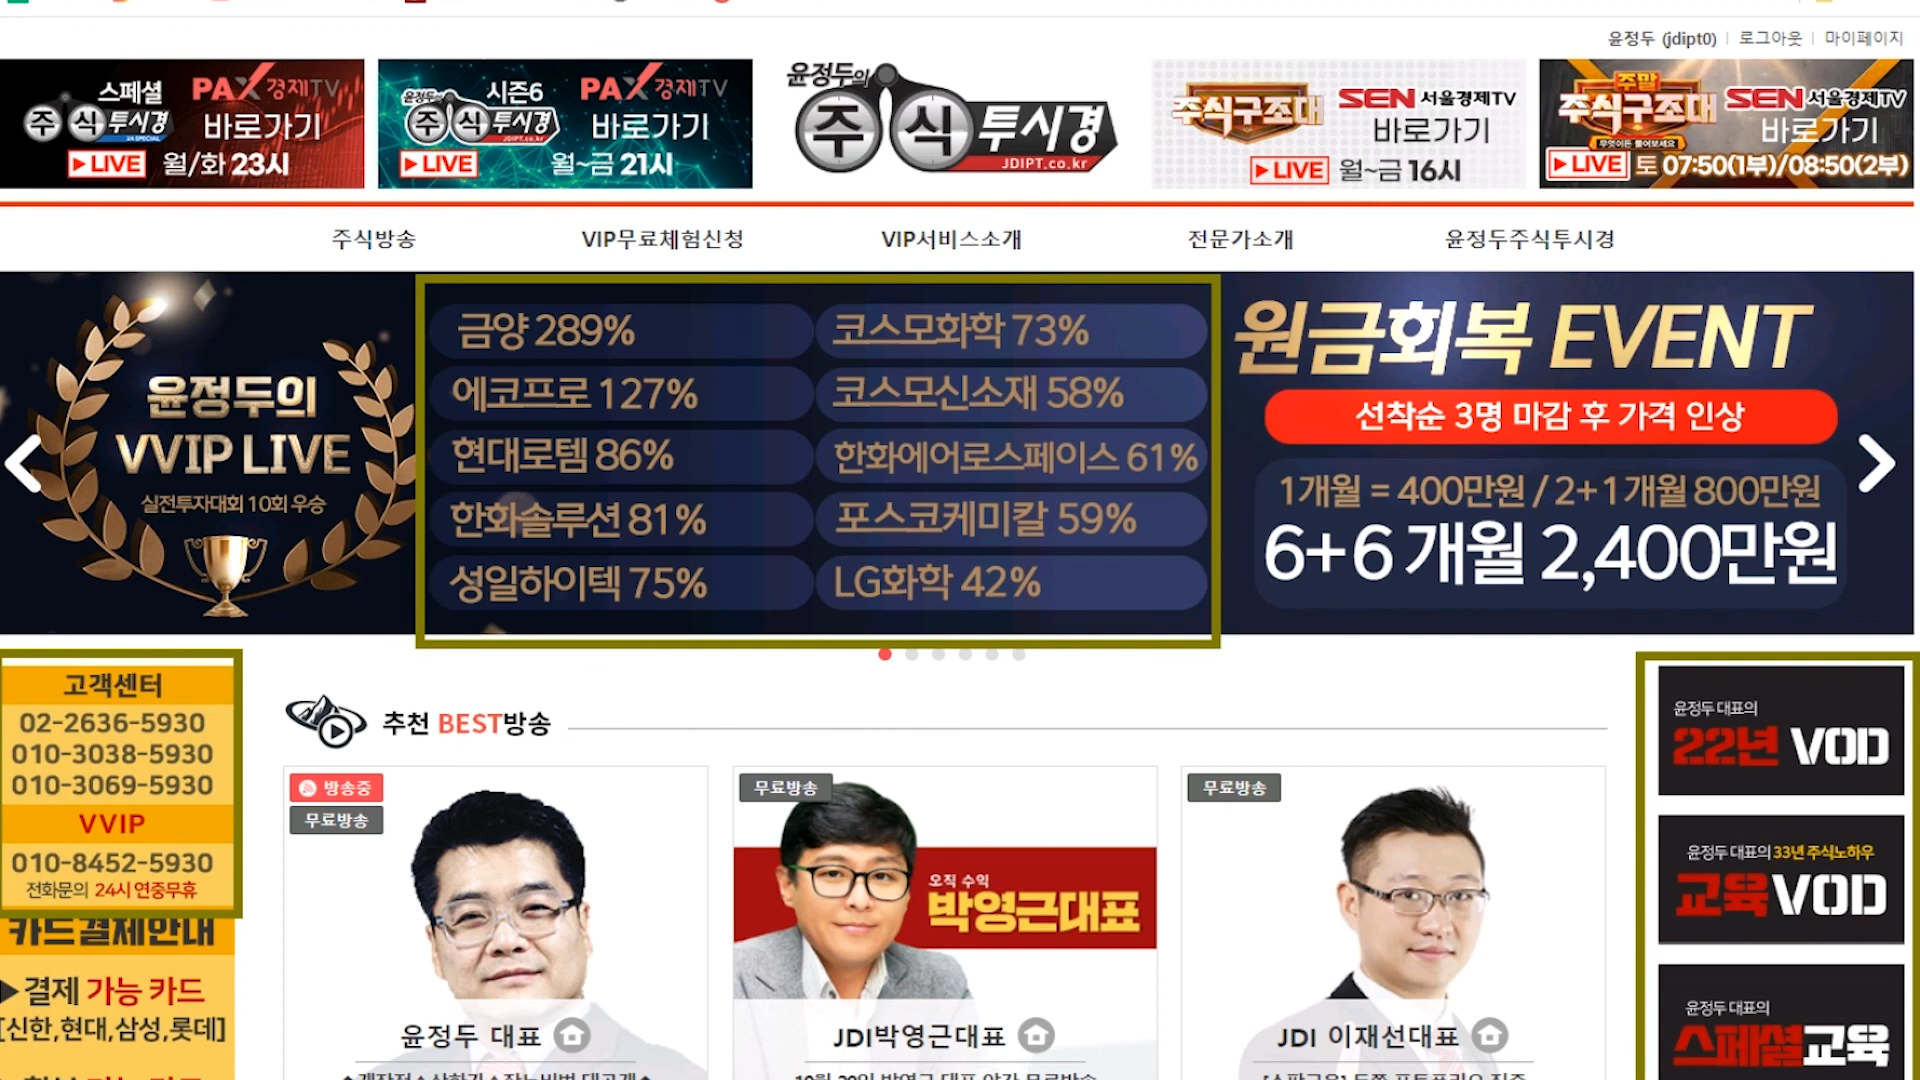 윤정두 (jdipt0) 로그아웃 마이페이지
스페셜 PAX경제TV
주식투시경 바로가기
LIVE 월/화 23시
윤정두의 시즌6 PAX경제TV
주식투시경 바로가기
JDIPT.co.kr
LIVE 월~금 21시
윤정두의
주식투시경
JDIPT.co.kr
주식구조대 SEN 서울경제TV
바로가기
LIVE 월~금 16시
주말
주식구조대 SEN 서울경제TV
무엇이든 물어보세요 바로가기
LIVE 토 07:50(1부)/08:50(2부)
주식방송 VIP무료체험신청 VIP서비스소개 전문가소개 윤정두주식투시경
윤정두의
VVIP LIVE
실전투자대회 10회 우승
금양 289% 코스모화학 73%
에코프로 127% 코스모신소재 58%
현대로템 86% 한화에어로스페이스 61%
한화솔루션 81% 포스코케미칼 59%
성일하이텍 75% LG화학 42%
원금회복 EVENT
선착순 3명 마감 후 가격 인상
1개월 = 400만원 / 2+1개월 800만원
6+6개월 2,400만원
고객센터
02-2636-5930
010-3038-5930
010-3069-5930
VVIP
010-8452-5930
전화문의 24시 연중무휴
카드결제안내
▶결제 가능 카드
[신한,현대,삼성,롯데]
추천 BEST방송
방송중
무료방송
윤정두 대표
무료방송
오직 수익
박영근대표
JDI박영근대표
무료방송
JDI 이재선대표
윤정두 대표의
22년 VOD
윤정두 대표의 33년 주식노하우
교육VOD
윤정두 대표의
스페셜교육